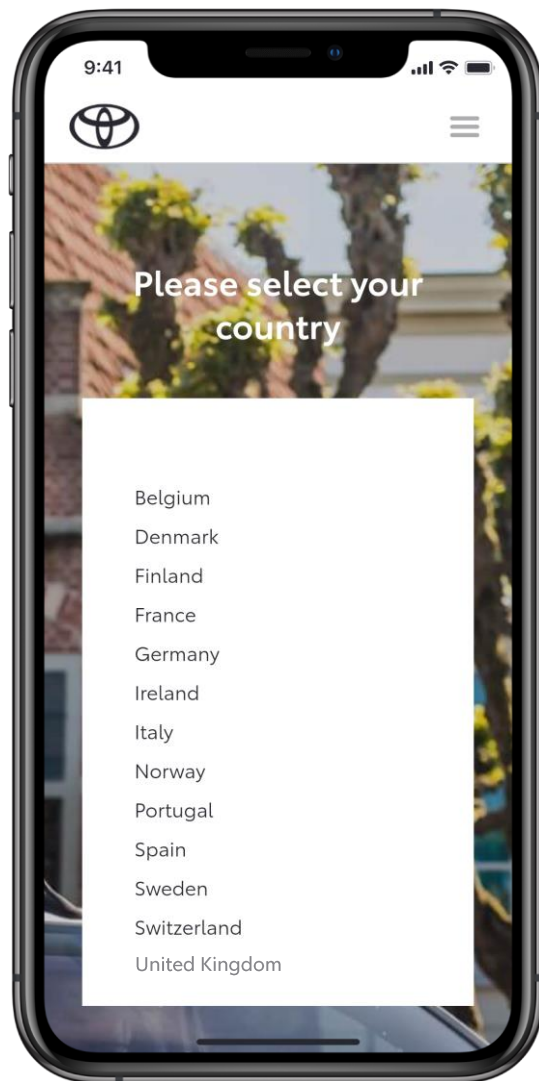 9:41
Please select your
country
Belgium
Denmark
Finland
France
Germany
Ireland
Italy
Norway
Portugal
Spain
Sweden
Switzerland
United Kingdom